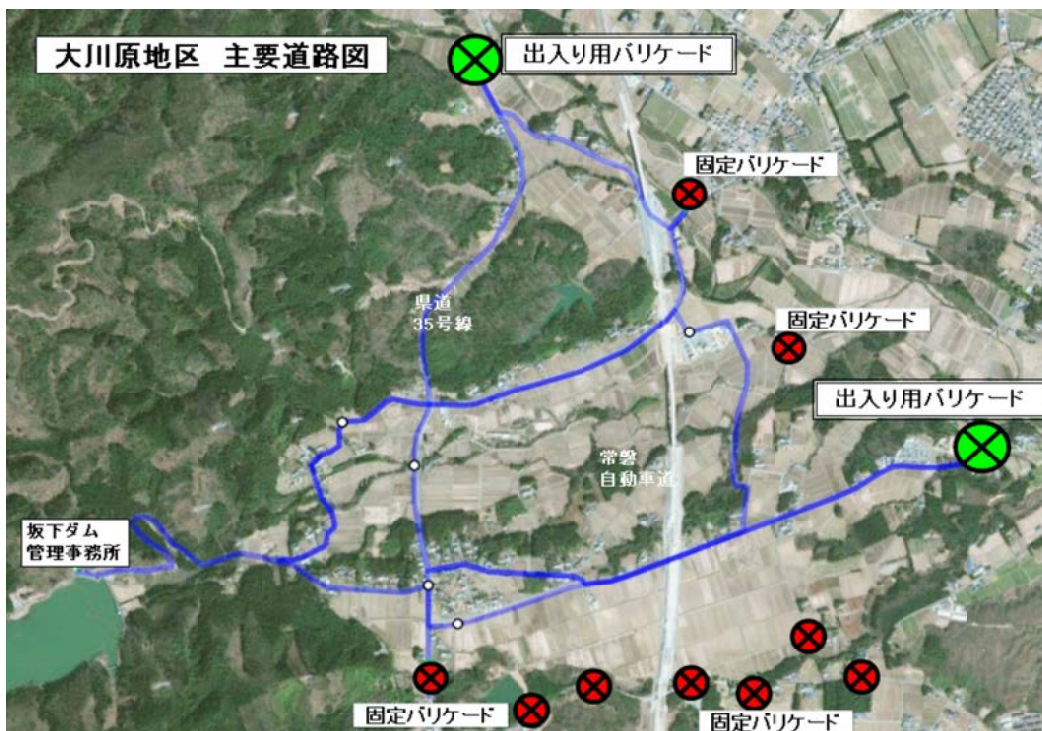 大川原地区 主要道路図
出入り用バリケード
固定バリケード
県道
35号線
固定バリケード
出入り用バリケード
常磐
自動車道
坂下ダム
管理事務所
固定バリケード
固定バリケード